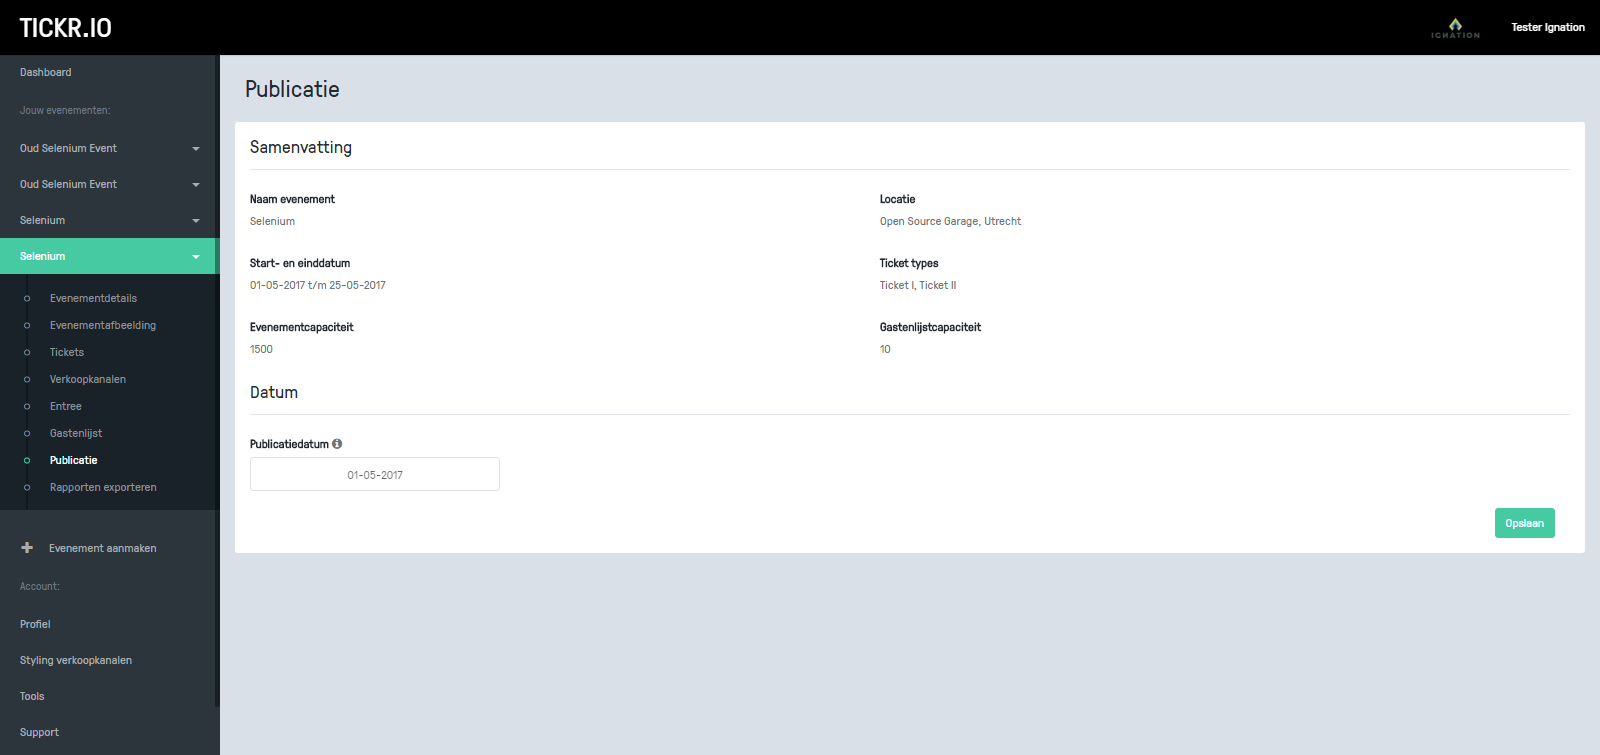 TICKR.IO
IGNATION
Tester Ignation
Dashboard
Jouw evenementen:
Oud Selenium Event
Oud Selenium Event
Selenium
Selenium
Evenementdetails
Evenementafbeelding
Tickets
Verkoopkanalen
Entree
Gastenlijst
Publicatie
Rapporten exporteren
Evenement aanmaken
Account:
Profiel
Styling verkoopkanalen
Tools
Support
Publicatie
Samenvatting
Naam evenement
Selenium
Locatie
Open Source Garage, Utrecht
Start- en einddatum
01-05-2017 t/m 25-05-2017
Ticket types
Ticket I, Ticket II
Evenementcapaciteit
1500
Gastenlijstcapaciteit
10
Datum
Publicatiedatum
01-05-2017
Opslaan